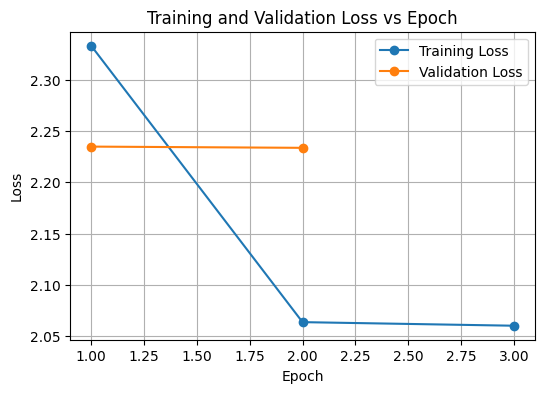 Training and Validation Loss vs Epoch
Training Loss
Validation Loss
Loss
2.30
2.25
2.20
2.15
2.10
2.05
1.00 1.25 1.50 1.75 2.00 2.25 2.50 2.75 3.00
Epoch